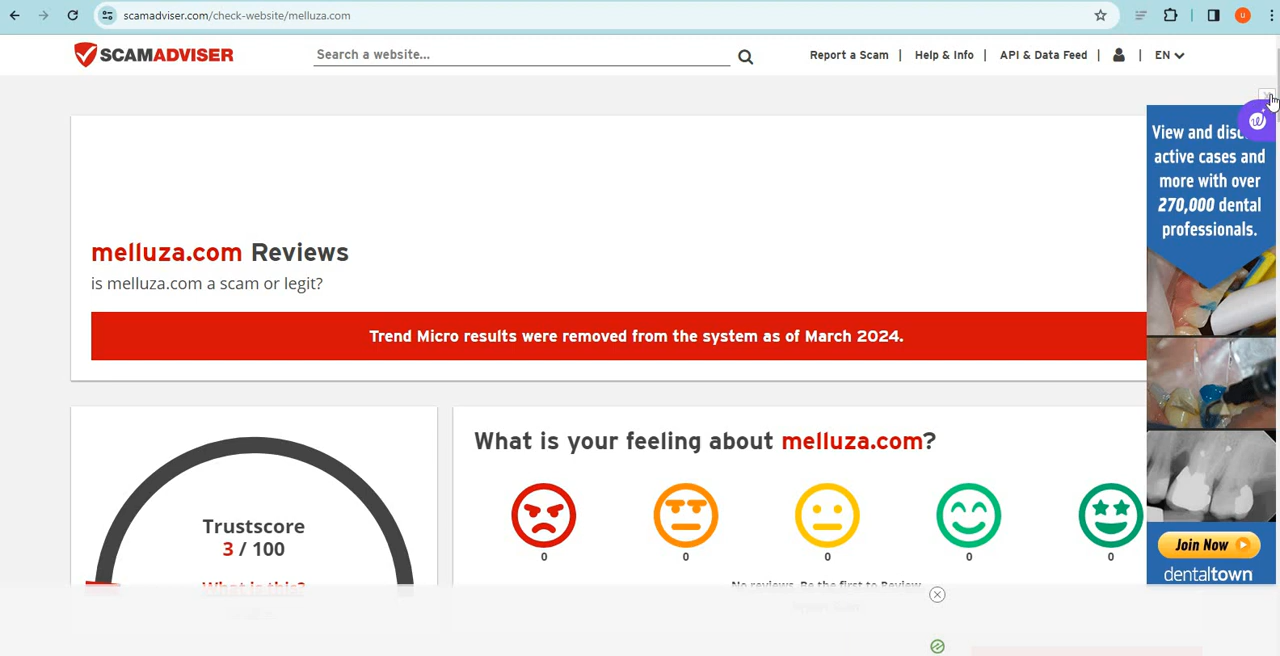 scamadviser.com/check-website/melluza.com
u
SCAMADVISER
Search a website...
Report a Scam | Help & Info | API & Data Feed | | EN
View and disc
active cases and
more with over
270,000 dental
professionals.
melluza.com Reviews
is melluza.com a scam or legit?
Trend Micro results were removed from the system as of March 2024.
What is your feeling about melluza.com?
Trustscore
3 / 100
What is this?
0 0 0 0 0
No reviews. Be the first to Review
Join Now
dentaltown